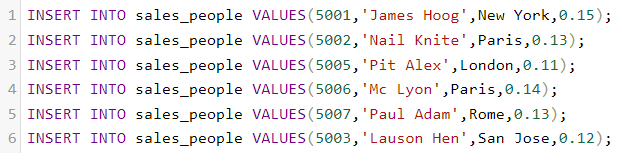 1 INSERT INTO sales_people VALUES(5001,'James Hoog',New York,0.15);
2 INSERT INTO sales_people VALUES(5002,'Nail Knite',Paris,0.13);
3 INSERT INTO sales_people VALUES(5005,'Pit Alex',London,0.11);
4 INSERT INTO sales_people VALUES(5006,'Mc Lyon',Paris,0.14);
5 INSERT INTO sales_people VALUES(5007,'Paul Adam',Rome,0.13);
6 INSERT INTO sales_people VALUES(5003,'Lauson Hen',San Jose,0.12);